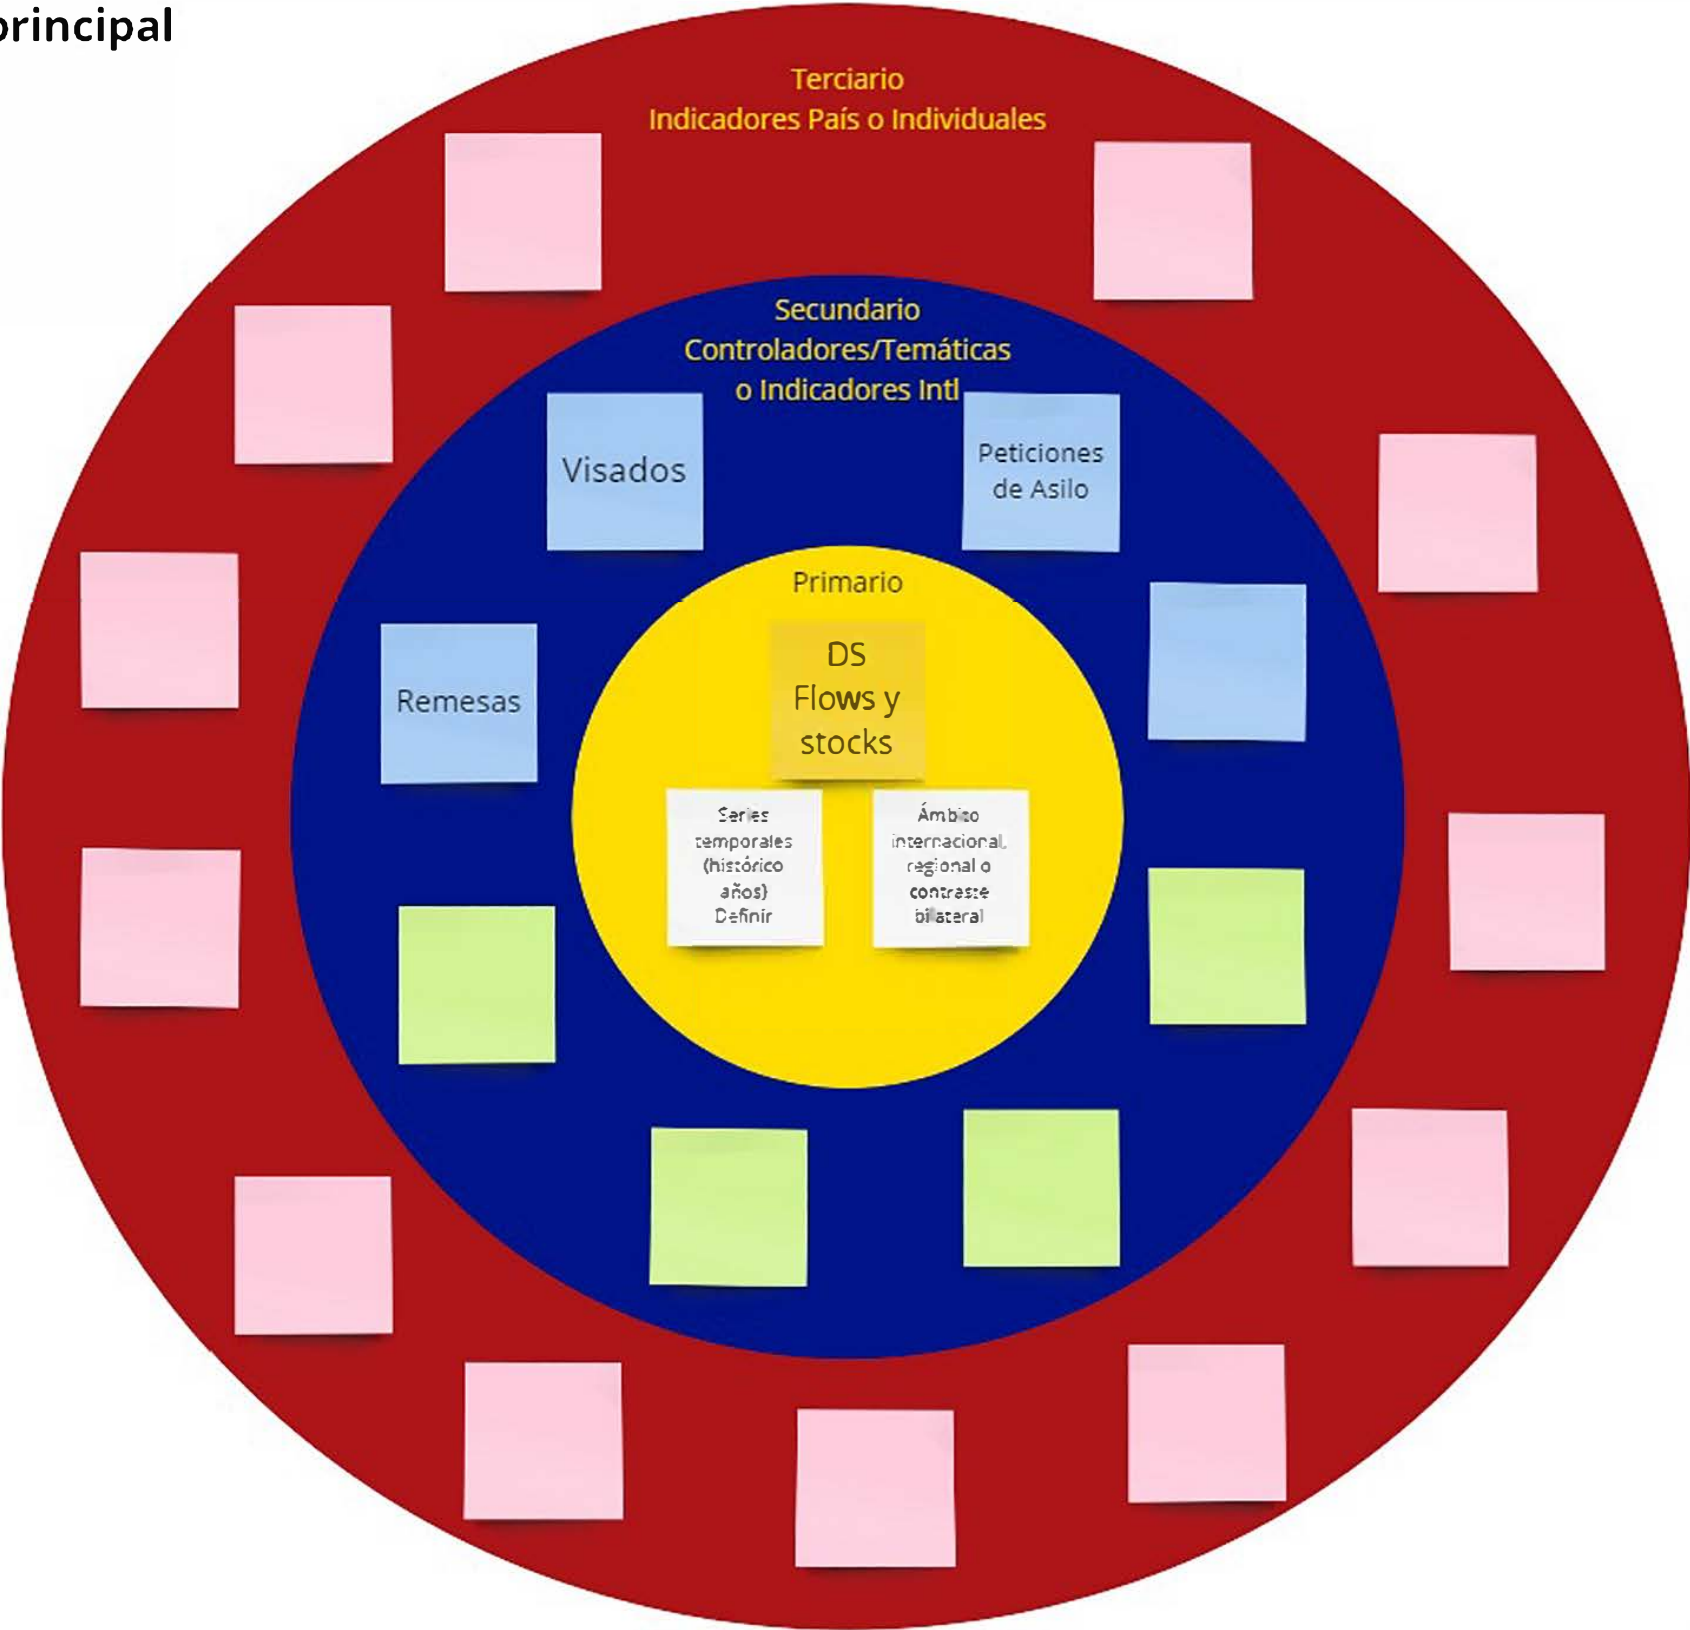 principal
Terciario
Indicadores País o Individuales
Secundario
Controladores/Temáticas
o Indicadores Intl
Visados
Peticiones
de Asilo
Primario
DS
Flows y
stocks
Remesas
Series
temporales
(histórico
años)
Definir
Ámbito
internacional,
regional o
contraste
bilateral